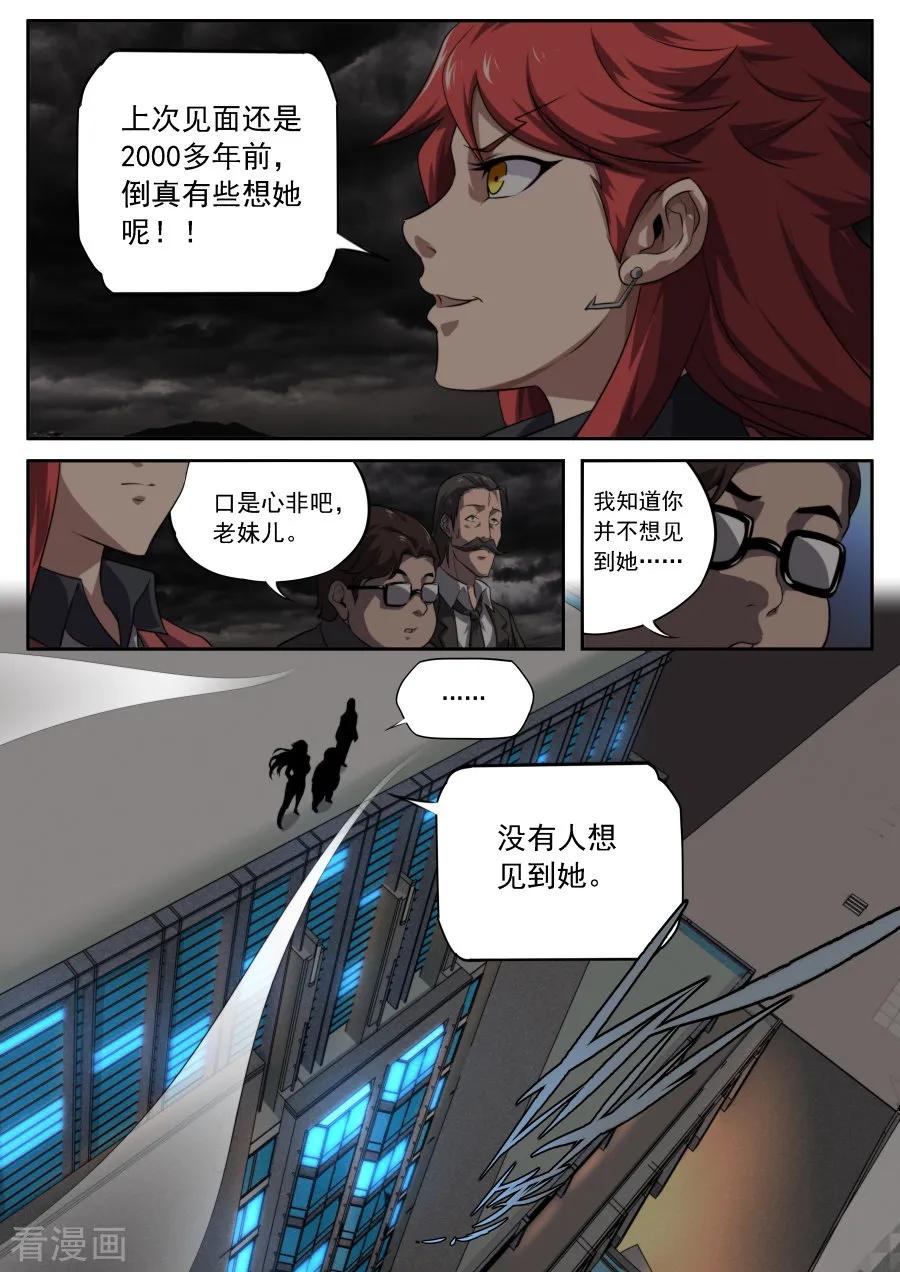 上次见面还是
2000多年前，
倒真有些想她
呢！！
口是心非吧，
老妹儿。
我知道你
并不想见
到她……
……
没有人想
见到她。
看漫画